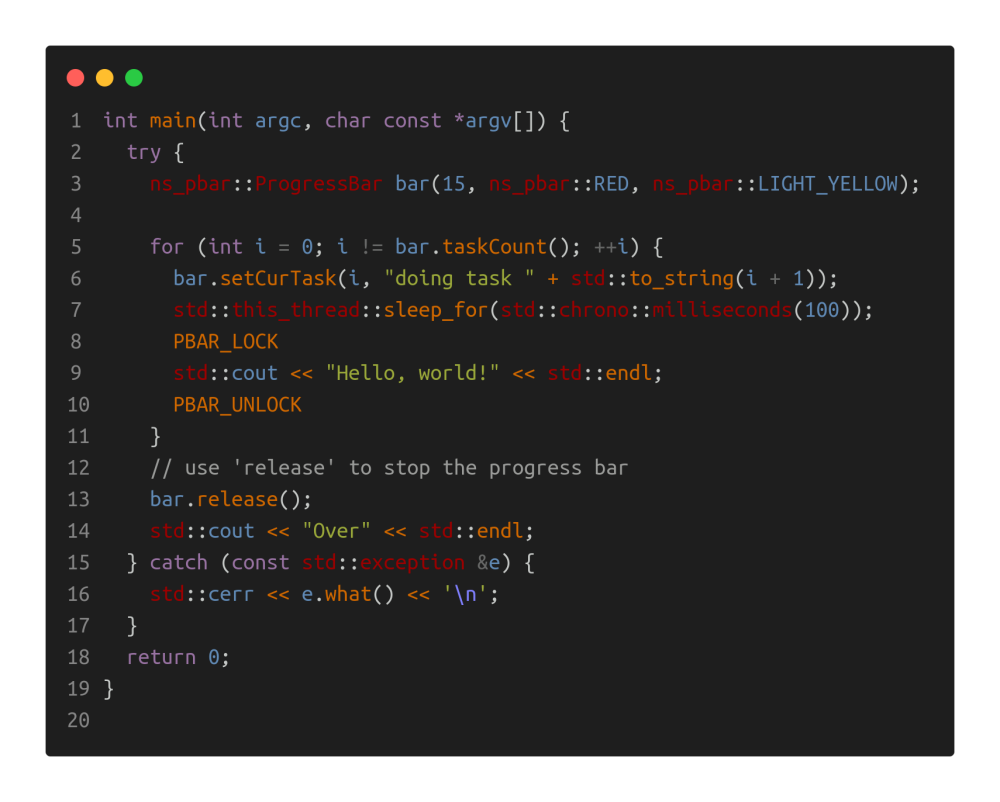 1 int main(int argc, char const *argv[]) {
2   try {
3     ns_pbar::ProgressBar bar(15, ns_pbar::RED, ns_pbar::LIGHT_YELLOW);
4
5     for (int i = 0; i != bar.taskCount(); ++i) {
6       bar.setCurTask(i, "doing task " + std::to_string(i + 1));
7       std::this_thread::sleep_for(std::chrono::milliseconds(100));
8       PBAR_LOCK
9       std::cout << "Hello, world!" << std::endl;
10       PBAR_UNLOCK
11     }
12     // use 'release' to stop the progress bar
13     bar.release();
14     std::cout << "Over" << std::endl;
15   } catch (const std::exception &e) {
16     std::cerr << e.what() << '\n';
17   }
18   return 0;
19 }
20